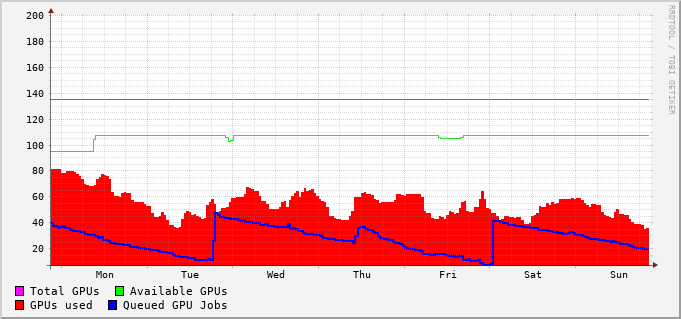 200
180
160
140
120
100
80
60
40
20
Mon Tue Wed Thu Fri Sat Sun
Total GPUs Available GPUs
GPUs used Queued GPU Jobs
RRDTOOL / TOBI OETIKER